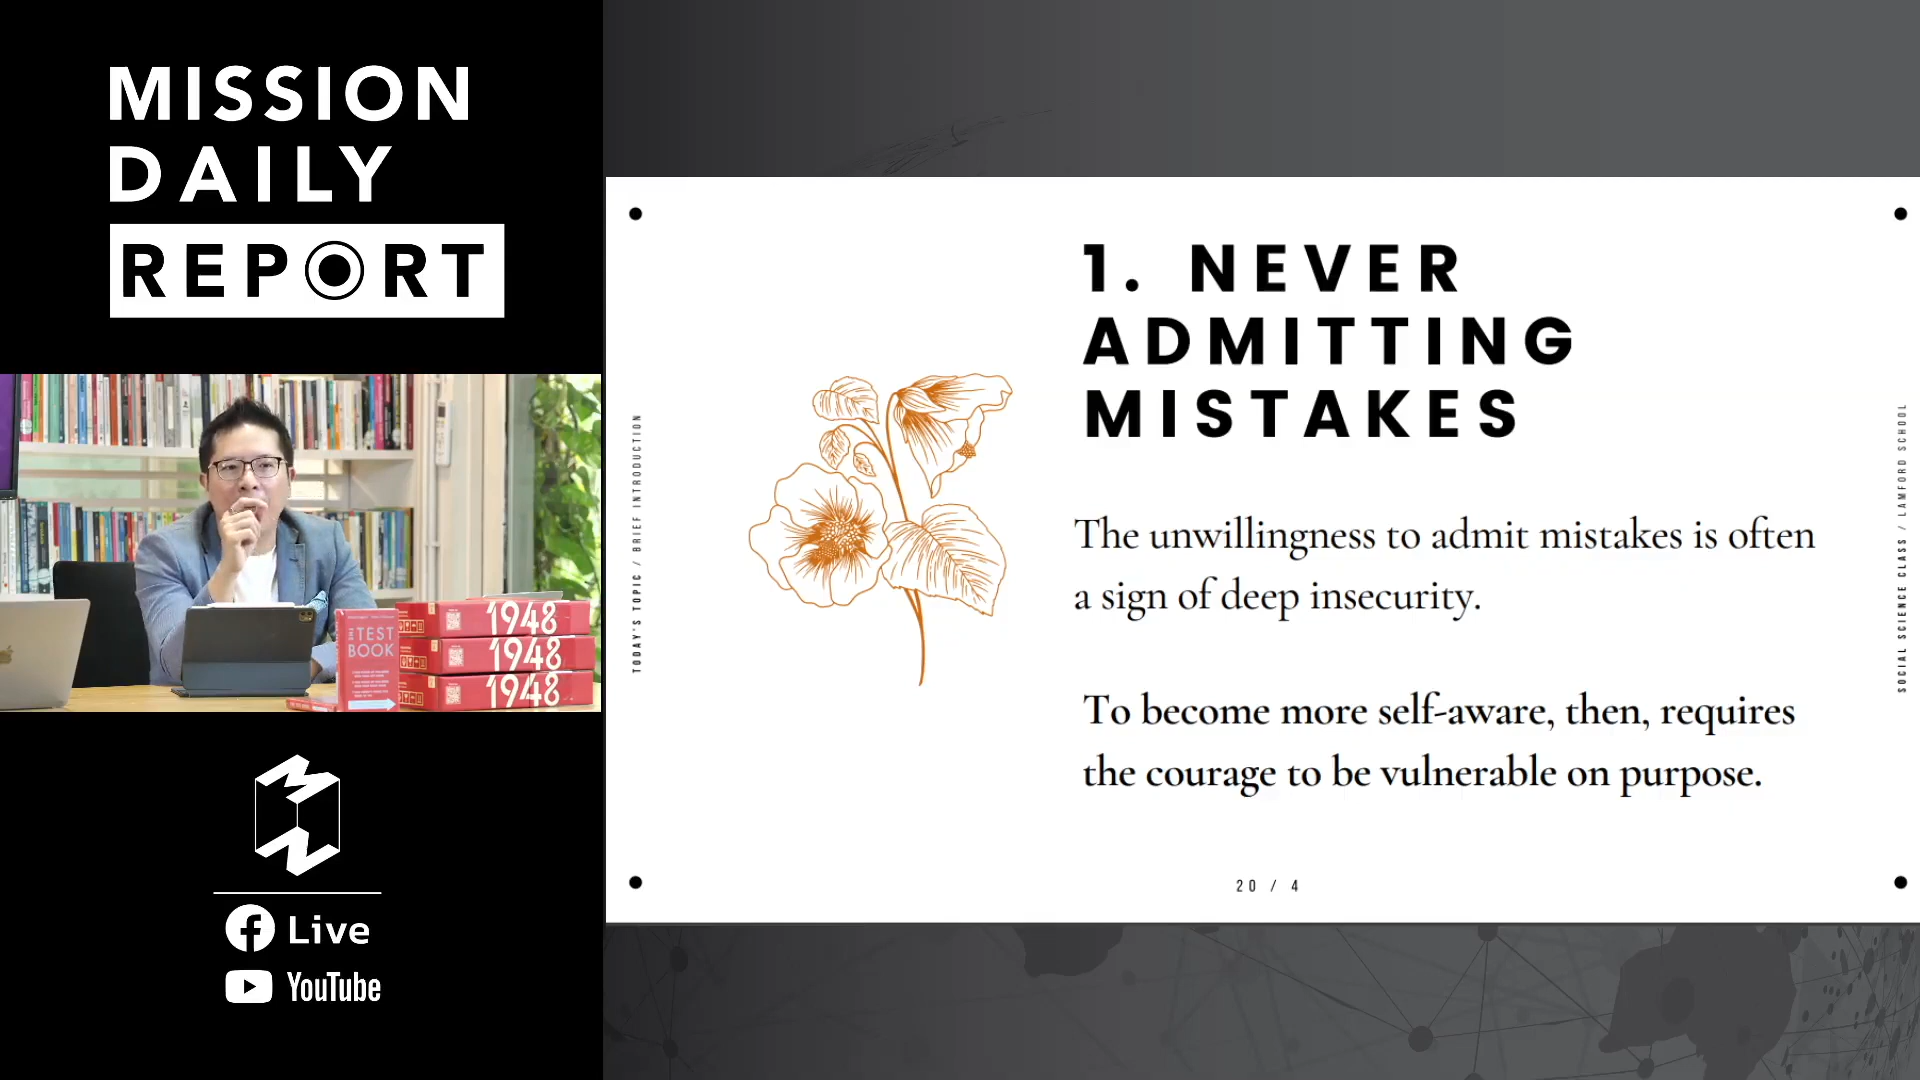 MISSION
DAILY
REPORT
THE TEST
BOOK
1948
1948
1948
Live
YouTube
1. NEVER
ADMITTING
MISTAKES
The unwillingness to admit mistakes is often
a sign of deep insecurity.
To become more self-aware, then, requires
the courage to be vulnerable on purpose.
TODAY'S TOPIC / BRIEF INTRODUCTION
SOCIAL SCIENCE CLASS / LAMFORD SCHOOL
20 / 4